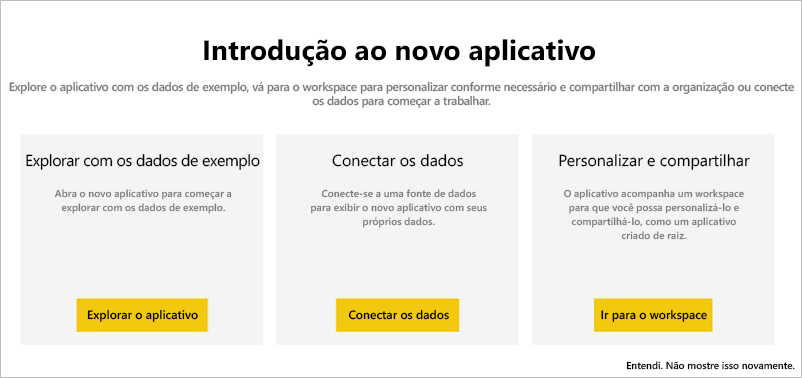 Introdução ao novo aplicativo
Explore o aplicativo com os dados de exemplo, vá para o workspace para personalizar conforme necessário e compartilhar com a organização ou conecte
os dados para começar a trabalhar.
Explorar com os dados de exemplo
Abra o novo aplicativo para começar a
explorar com os dados de exemplo.
Explorar o aplicativo
Conectar os dados
Conecte-se a uma fonte de dados
para exibir o novo aplicativo com seus
próprios dados.
Conectar os dados
Personalizar e compartilhar
O aplicativo acompanha um workspace
para que você possa personalizá-lo e
compartilhá-lo, como um aplicativo
criado de raiz.
Ir para o workspace
Entendi. Não mostre isso novamente.